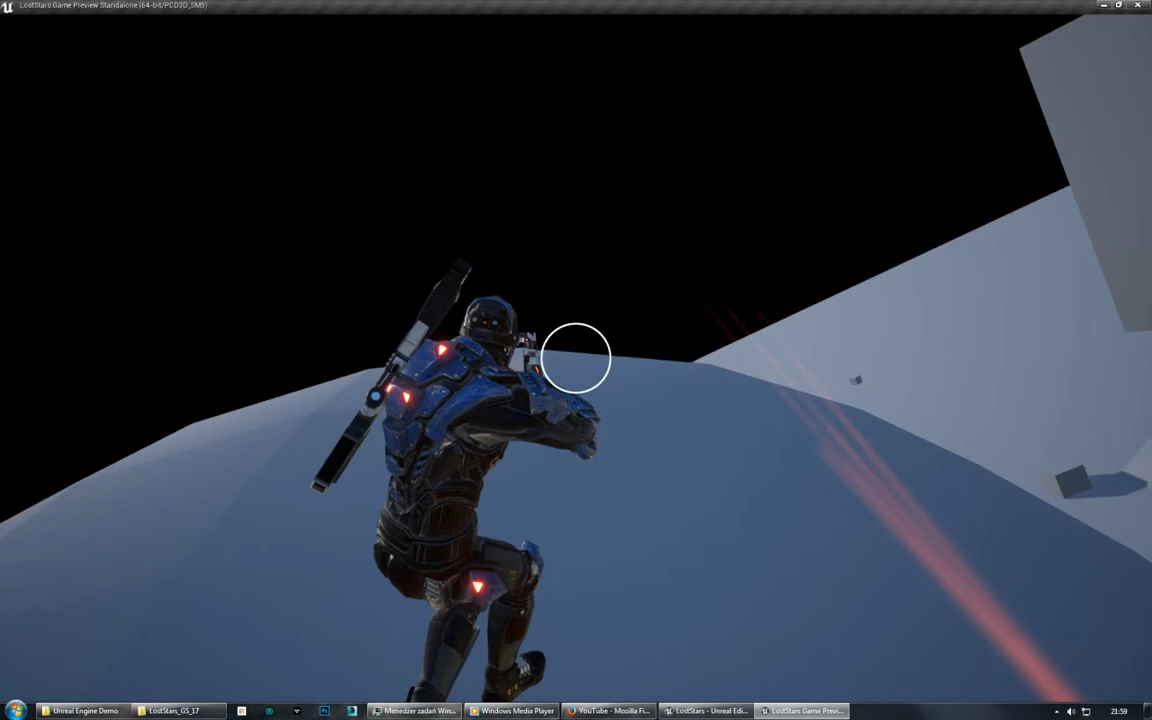 LostStars Game Preview Standalone (64-bit/PCD3D_SM5)
Unreal Engine Demo
LostStars_GS_17
Menedżer zadań Win...
Windows Media Player
YouTube - Mozilla Fi...
LostStars - Unreal Edi...
LostStars Game Previ...
21:59